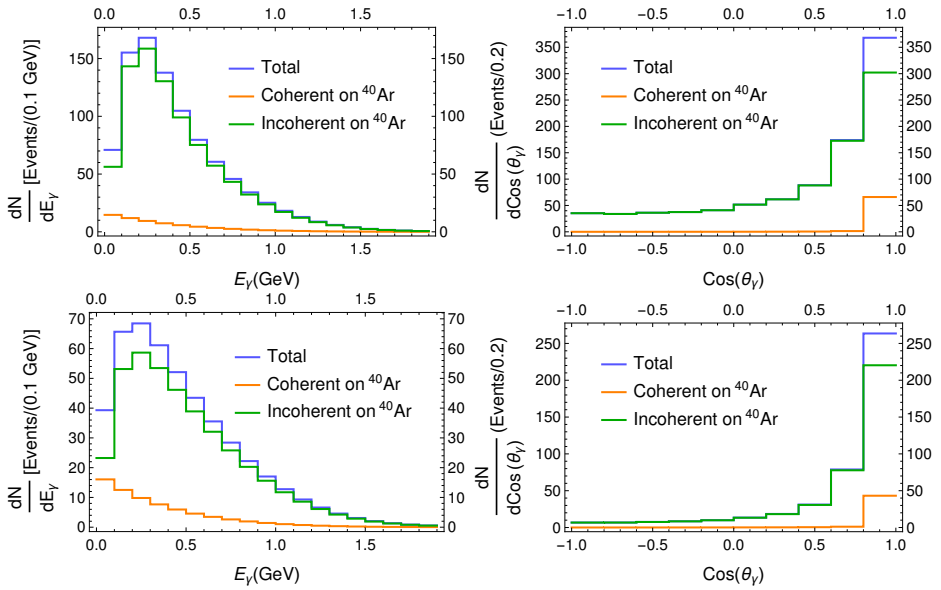 0.0 0.5 1.0 1.5
dN/dE_γ [Events/(0.1 GeV)]
150
100
50
0
150
100
50
0
Total
Coherent on ⁴⁰Ar
Incoherent on ⁴⁰Ar
0.0 0.5 1.0 1.5
E_γ(GeV)
−1.0 −0.5 0.0 0.5 1.0
dN/dCos(θ_γ) (Events/0.2)
350
300
250
200
150
100
50
0
350
300
250
200
150
100
50
0
Total
Coherent on ⁴⁰Ar
Incoherent on ⁴⁰Ar
−1.0 −0.5 0.0 0.5 1.0
Cos(θ_γ)
0.0 0.5 1.0 1.5
dN/dE_γ [Events/(0.1 GeV)]
70
60
50
40
30
20
10
0
70
60
50
40
30
20
10
0
Total
Coherent on ⁴⁰Ar
Incoherent on ⁴⁰Ar
0.0 0.5 1.0 1.5
E_γ(GeV)
−1.0 −0.5 0.0 0.5 1.0
dN/dCos(θ_γ) (Events/0.2)
250
200
150
100
50
0
250
200
150
100
50
0
Total
Coherent on ⁴⁰Ar
Incoherent on ⁴⁰Ar
−1.0 −0.5 0.0 0.5 1.0
Cos(θ_γ)